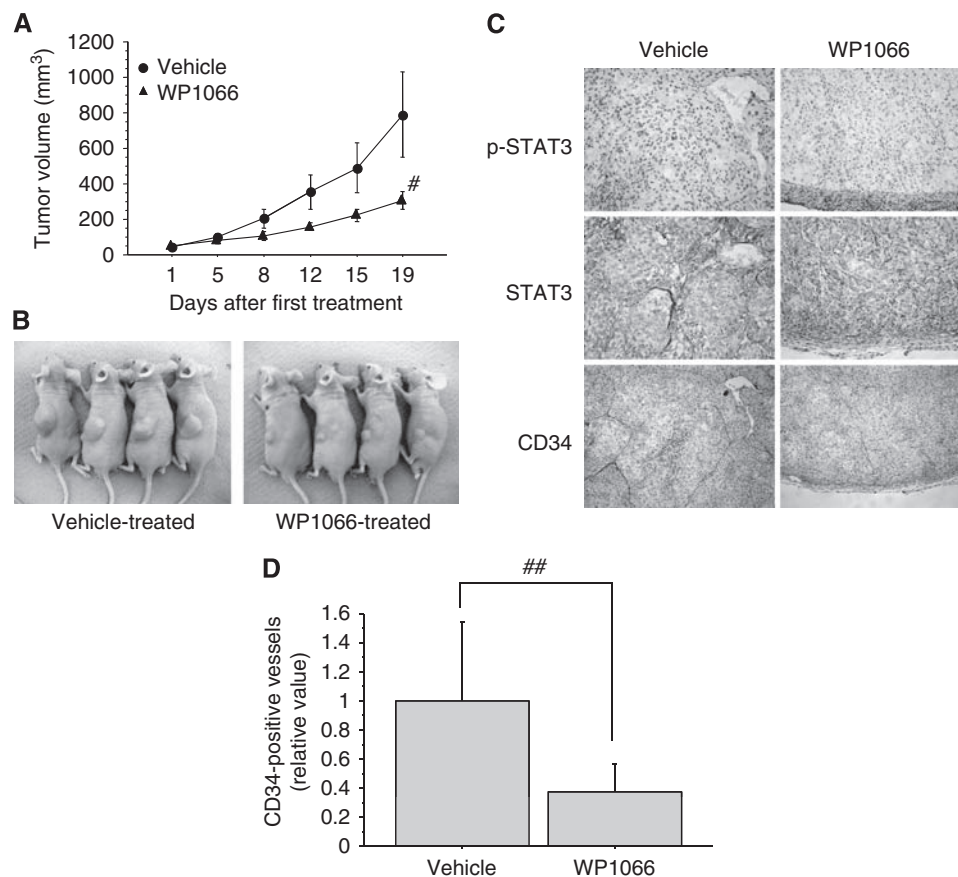 A
Tumor volume (mm³)
1200
1000
800
600
400
200
0
Vehicle
WP1066
#
1 5 8 12 15 19
Days after first treatment
B
Vehicle-treated WP1066-treated
C
Vehicle WP1066
p-STAT3
STAT3
CD34
D
##
CD34-positive vessels
(relative value)
1.6
1.4
1.2
1
0.8
0.6
0.4
0.2
0
Vehicle WP1066